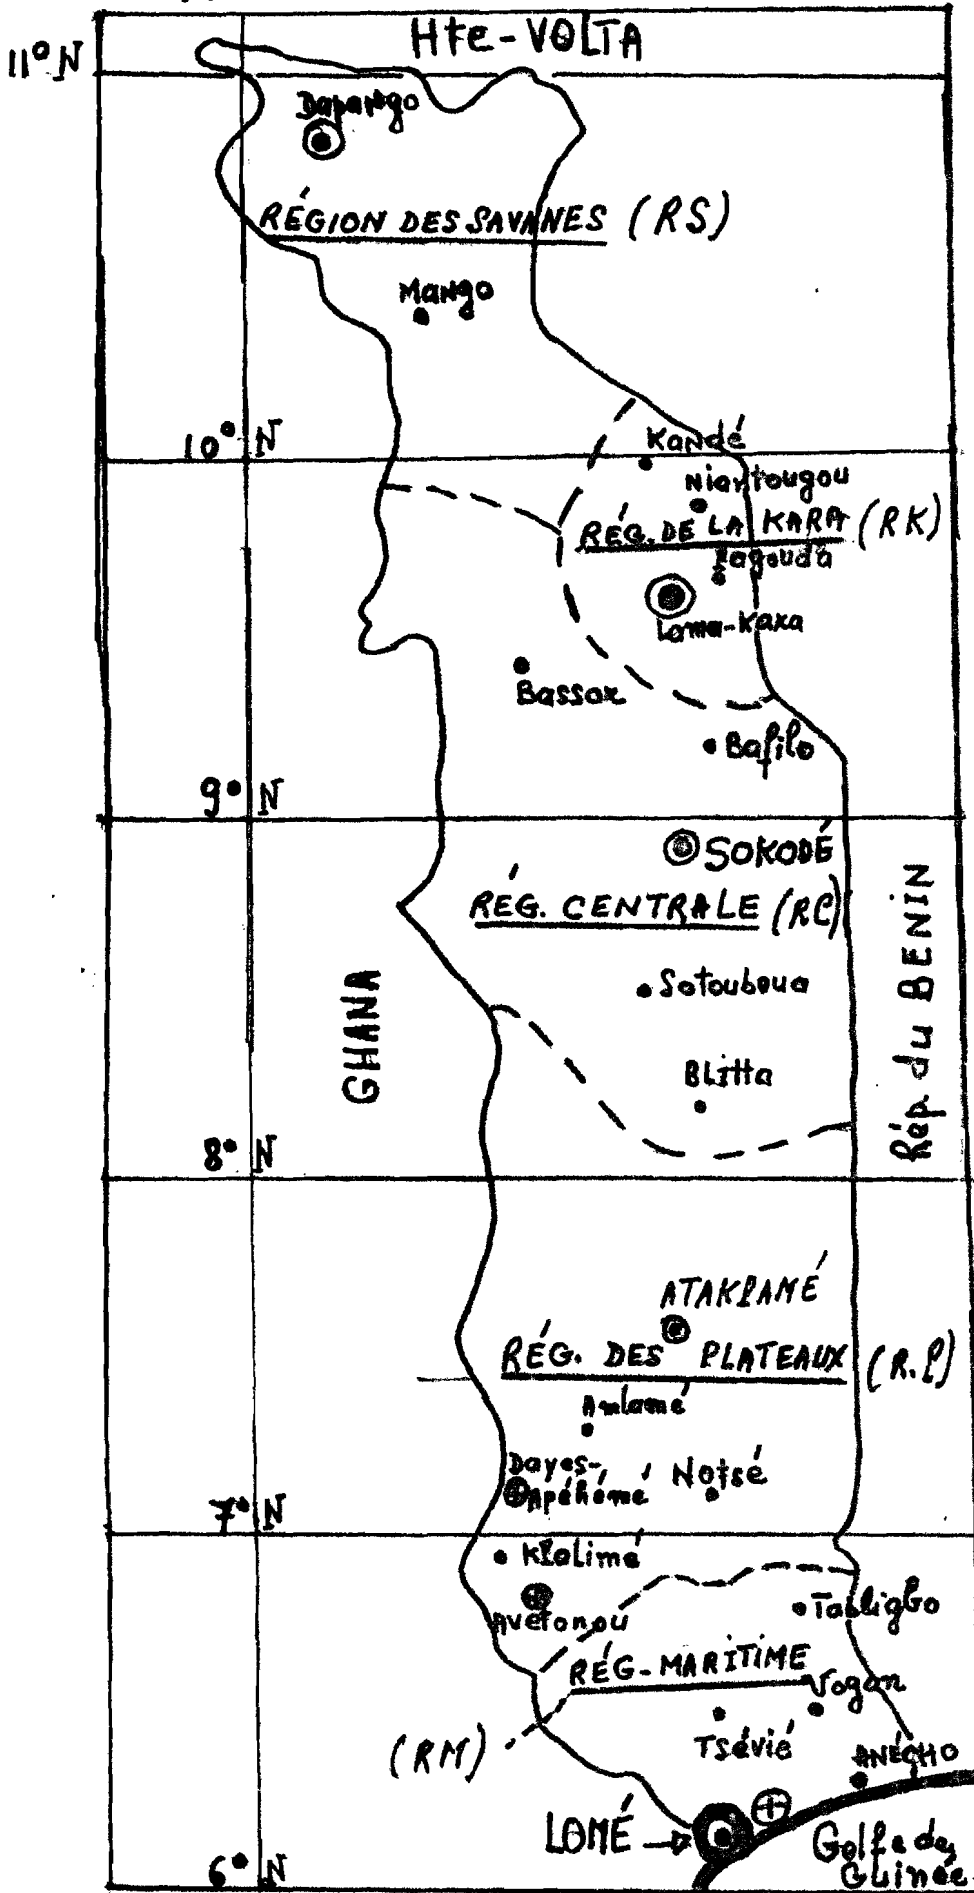 Hte-VOLTA
11° N
Dapango
RÉGION DES SAVANES (RS)
Mango
10° N
Kandé
Niamtougou
RÉG. DE LA KARA (RK)
Pagouda
Lama-Kara
Bassar
Bafilo
9° N
SOKODÉ
RÉG. CENTRALE (RC)
GHANA
Rép du BENIN
Sotouboua
Blitta
8° N
ATAKPAMÉ
RÉG. DES PLATEAUX (R.P)
Amlamé
Dayes-
Apéhémé
Notsé
7° N
Kpalimé
Avetonou
Tabligbo
RÉG-MARITIME
Vogan
(RM)
Tsévié
ANÉCHO
LOMÉ
Golfe de
Guinée
6° N